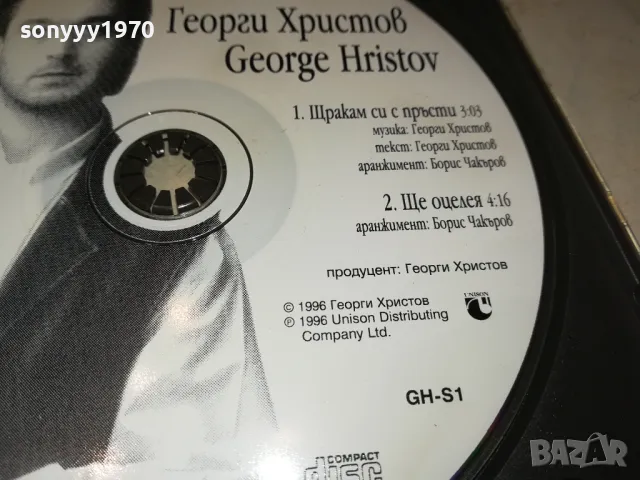 sonyyy1970
Георги Христов
George Hristov
1. Щракам си с пръсти 3:03
музика: Георги Христов
текст: Георги Христов
аранжимент: Борис Чакъров
2. Ще оцелея 4:16
аранжимент: Борис Чакъров
продуцент: Георги Христов
© 1996 Георги Христов
℗ 1996 Unison Distributing
Company Ltd.
UNISON
GH-S1
COMPACT
disc
BAZAR